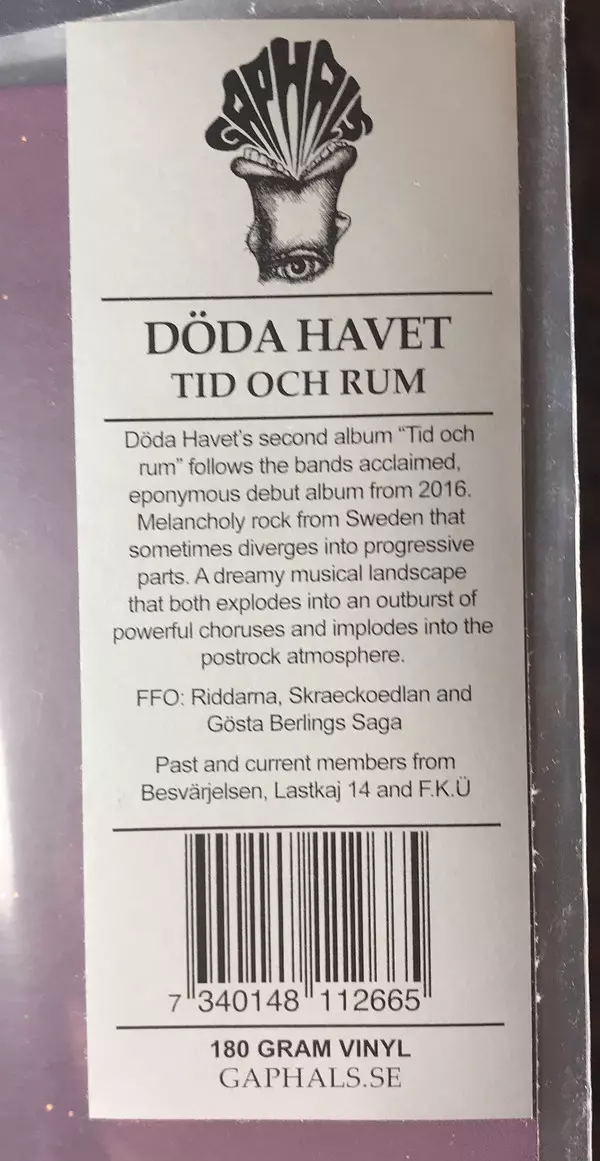 GAPHALS
DÖDA HAVET
TID OCH RUM
Döda Havet's second album “Tid och
rum” follows the bands acclaimed,
eponymous debut album from 2016.
Melancholy rock from Sweden that
sometimes diverges into progressive
parts. A dreamy musical landscape
that both explodes into an outburst of
powerful choruses and implodes into the
postrock atmosphere.
FFO: Riddarna, Skraeckoedlan and
Gösta Berlings Saga
Past and current members from
Besvärjelsen, Lastkaj 14 and F.K.Ü
7 340148 112665
180 GRAM VINYL
GAPHALS.SE